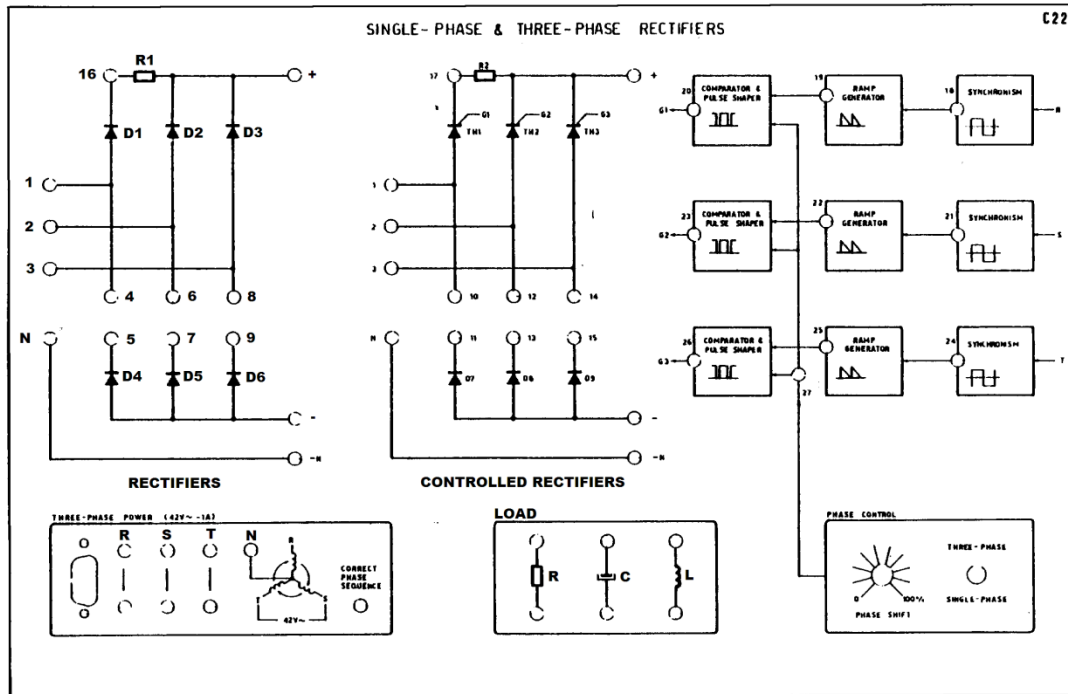 C22
SINGLE-PHASE & THREE-PHASE RECTIFIERS
16
R1
+
D1
D2
D3
1
2
3
4
6
8
N
5
7
9
D4
D5
D6
-
-N
RECTIFIERS
17
R2
+
G1
G2
G3
TH1
TH2
TH3
1
2
3
10
12
14
N
11
13
15
D7
D8
D9
-
-N
CONTROLLED RECTIFIERS
20
COMPARATOR &
PULSE SHAPER
G1
19
RAMP
GENERATOR
18
SYNCHRONISM
R
23
COMPARATOR &
PULSE SHAPER
G2
22
RAMP
GENERATOR
21
SYNCHRONISM
S
26
COMPARATOR &
PULSE SHAPER
G3
25
RAMP
GENERATOR
24
SYNCHRONISM
T
27
THREE-PHASE POWER (42V~ -1A)
R
S
T
N
R
T
S
42V~
CORRECT
PHASE
SEQUENCE
LOAD
R
C
L
PHASE CONTROL
0
100%
PHASE SHIFT
THREE-PHASE
SINGLE-PHASE